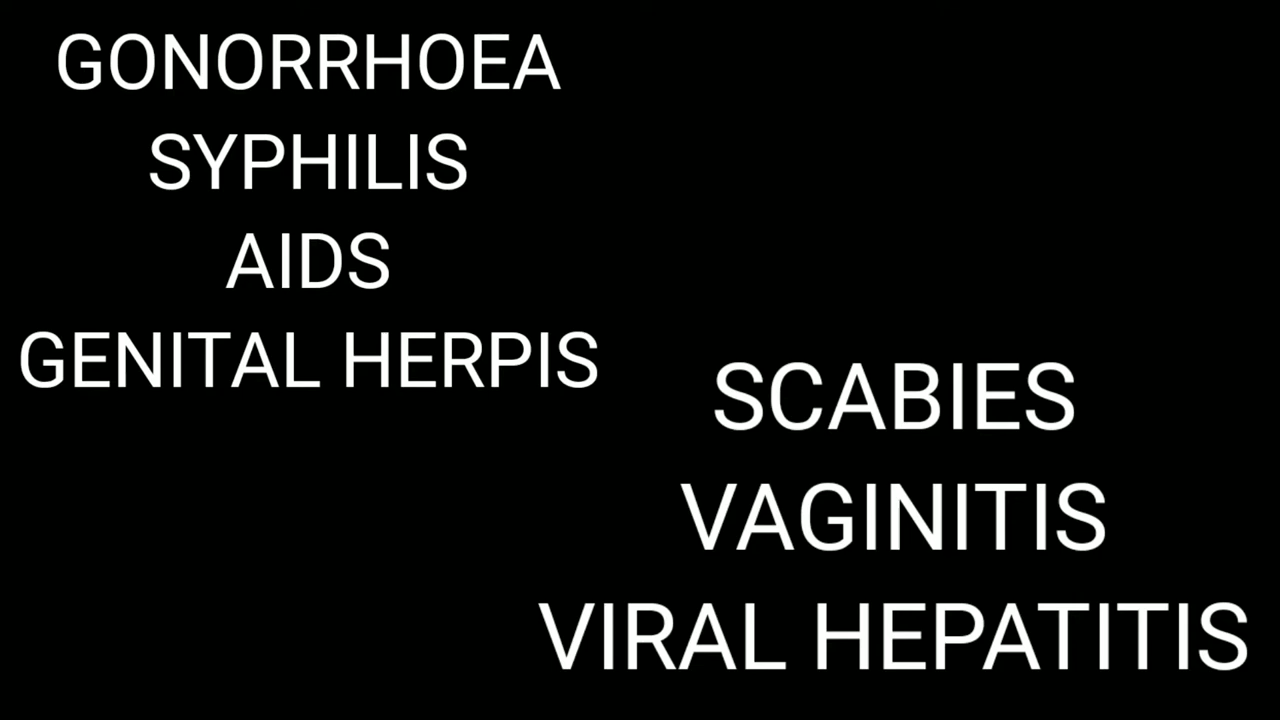 GONORRHOEA
SYPHILIS
AIDS
GENITAL HERPIS
SCABIES
VAGINITIS
VIRAL HEPATITIS